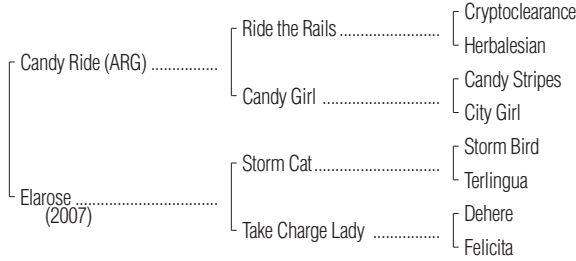 Cryptoclearance
Ride the Rails ........................
Herbalesian
Candy Ride (ARG) ................
Candy Stripes
Candy Girl ............................
City Girl
Storm Bird
Storm Cat..............................
Terlingua
Elarose ..................................
(2007)
Dehere
Take Charge Lady ................
Felicita